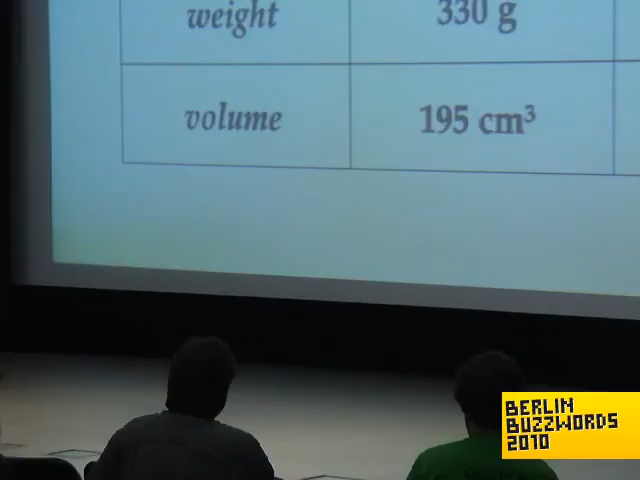 weight 330 g
volume 195 cm³
BERLIN
BUZZWORDS
2010